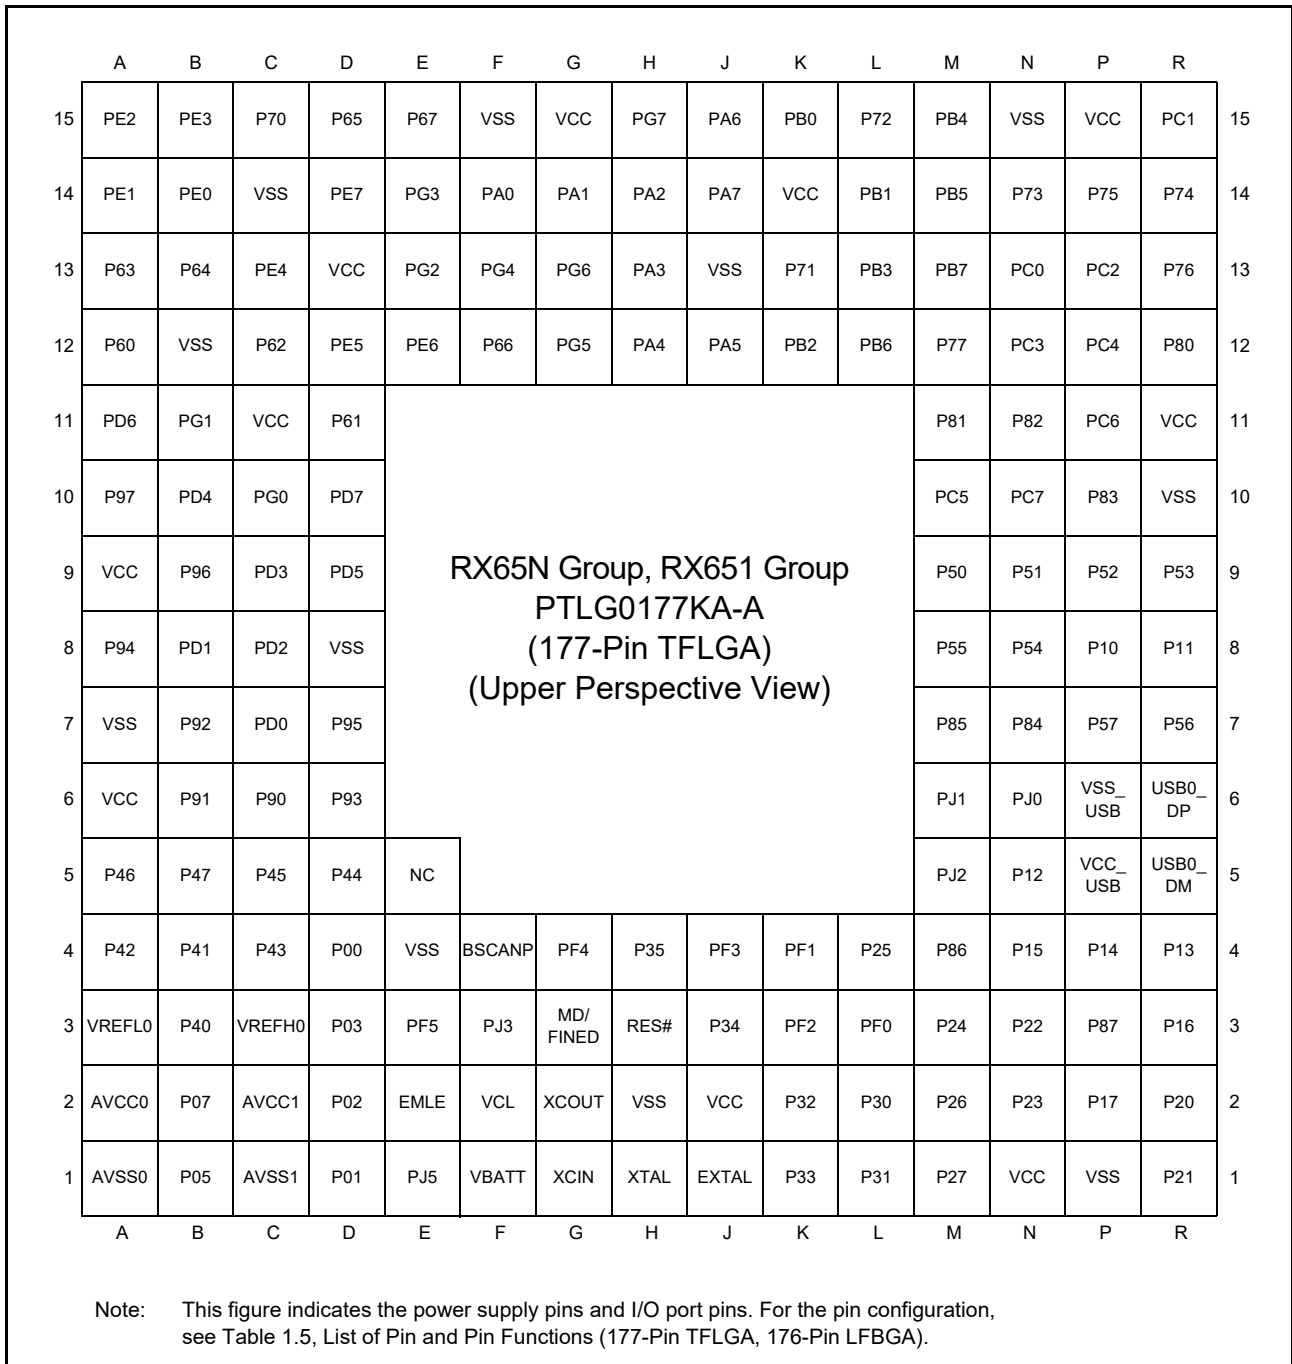 A B C D E F G H J K L M N P R
15 PE2 PE3 P70 P65 P67 VSS VCC PG7 PA6 PB0 P72 PB4 VSS VCC PC1 15
14 PE1 PE0 VSS PE7 PG3 PA0 PA1 PA2 PA7 VCC PB1 PB5 P73 P75 P74 14
13 P63 P64 PE4 VCC PG2 PG4 PG6 PA3 VSS P71 PB3 PB7 PC0 PC2 P76 13
12 P60 VSS P62 PE5 PE6 P66 PG5 PA4 PA5 PB2 PB6 P77 PC3 PC4 P80 12
11 PD6 PG1 VCC P61 P81 P82 PC6 VCC 11
10 P97 PD4 PG0 PD7 PC5 PC7 P83 VSS 10
9 VCC P96 PD3 PD5 P50 P51 P52 P53 9
RX65N Group, RX651 Group
PTLG0177KA-A
(177-Pin TFLGA)
(Upper Perspective View)
8 P94 PD1 PD2 VSS P55 P54 P10 P11 8
7 VSS P92 PD0 P95 P85 P84 P57 P56 7
6 VCC P91 P90 P93 PJ1 PJ0 VSS_USB USB0_DP 6
5 P46 P47 P45 P44 NC PJ2 P12 VCC_USB USB0_DM 5
4 P42 P41 P43 P00 VSS BSCANP PF4 P35 PF3 PF1 P25 P86 P15 P14 P13 4
3 VREFL0 P40 VREFH0 P03 PF5 PJ3 MD/FINED RES# P34 PF2 PF0 P24 P22 P87 P16 3
2 AVCC0 P07 AVCC1 P02 EMLE VCL XCOUT VSS VCC P32 P30 P26 P23 P17 P20 2
1 AVSS0 P05 AVSS1 P01 PJ5 VBATT XCIN XTAL EXTAL P33 P31 P27 VCC VSS P21 1
A B C D E F G H J K L M N P R
Note: This figure indicates the power supply pins and I/O port pins. For the pin configuration,
see Table 1.5, List of Pin and Pin Functions (177-Pin TFLGA, 176-Pin LFBGA).